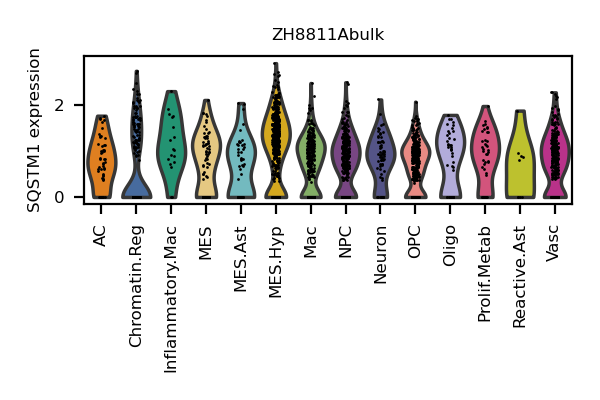 ZH8811Abulk
SQSTM1 expression
2
0
AC
Chromatin.Reg
Inflammatory.Mac
MES
MES.Ast
MES.Hyp
Mac
NPC
Neuron
OPC
Oligo
Prolif.Metab
Reactive.Ast
Vasc